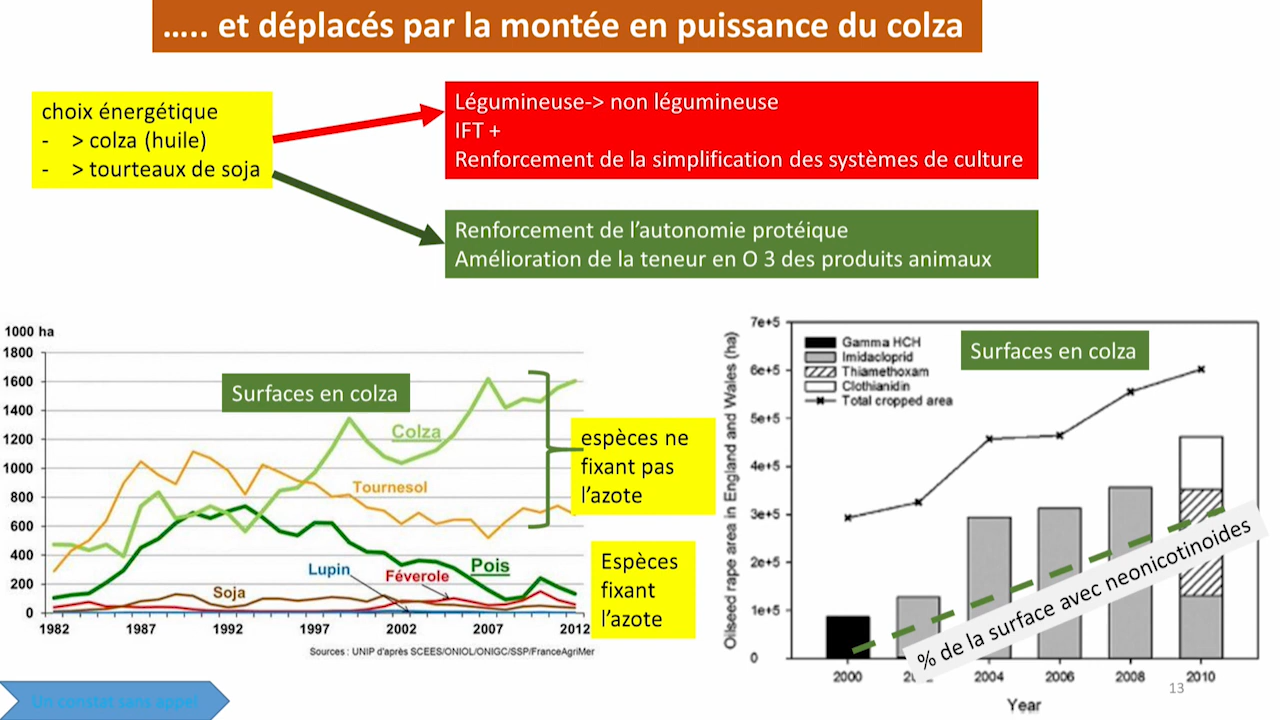 ….. et déplacés par la montée en puissance du colza
choix énergétique
- > colza (huile)
- > tourteaux de soja
Légumineuse-> non légumineuse
IFT +
Renforcement de la simplification des systèmes de culture
Renforcement de l'autonomie protéique
Amélioration de la teneur en O 3 des produits animaux
1000 ha
1800
1600
1400
1200
1000
800
600
400
200
0
1982 1987 1992 1997 2002 2007 2012
Surfaces en colza
Colza
Tournesol
Pois
Lupin
Féverole
Soja
Sources : UNIP d'après SCEES/ONIOL/ONIGC/SSP/FranceAgriMer
espèces ne
fixant pas
l'azote
Espèces
fixant
l'azote
Oilseed rape area in England and Wales (ha)
7e+5
6e+5
5e+5
4e+5
3e+5
2e+5
1e+5
0
Gamma HCH
Imidacloprid
Thiamethoxam
Clothianidin
Total cropped area
Surfaces en colza
% de la surface avec neonicotinoides
2000 2004 2006 2008 2010
Year
13
Un constat sans appel